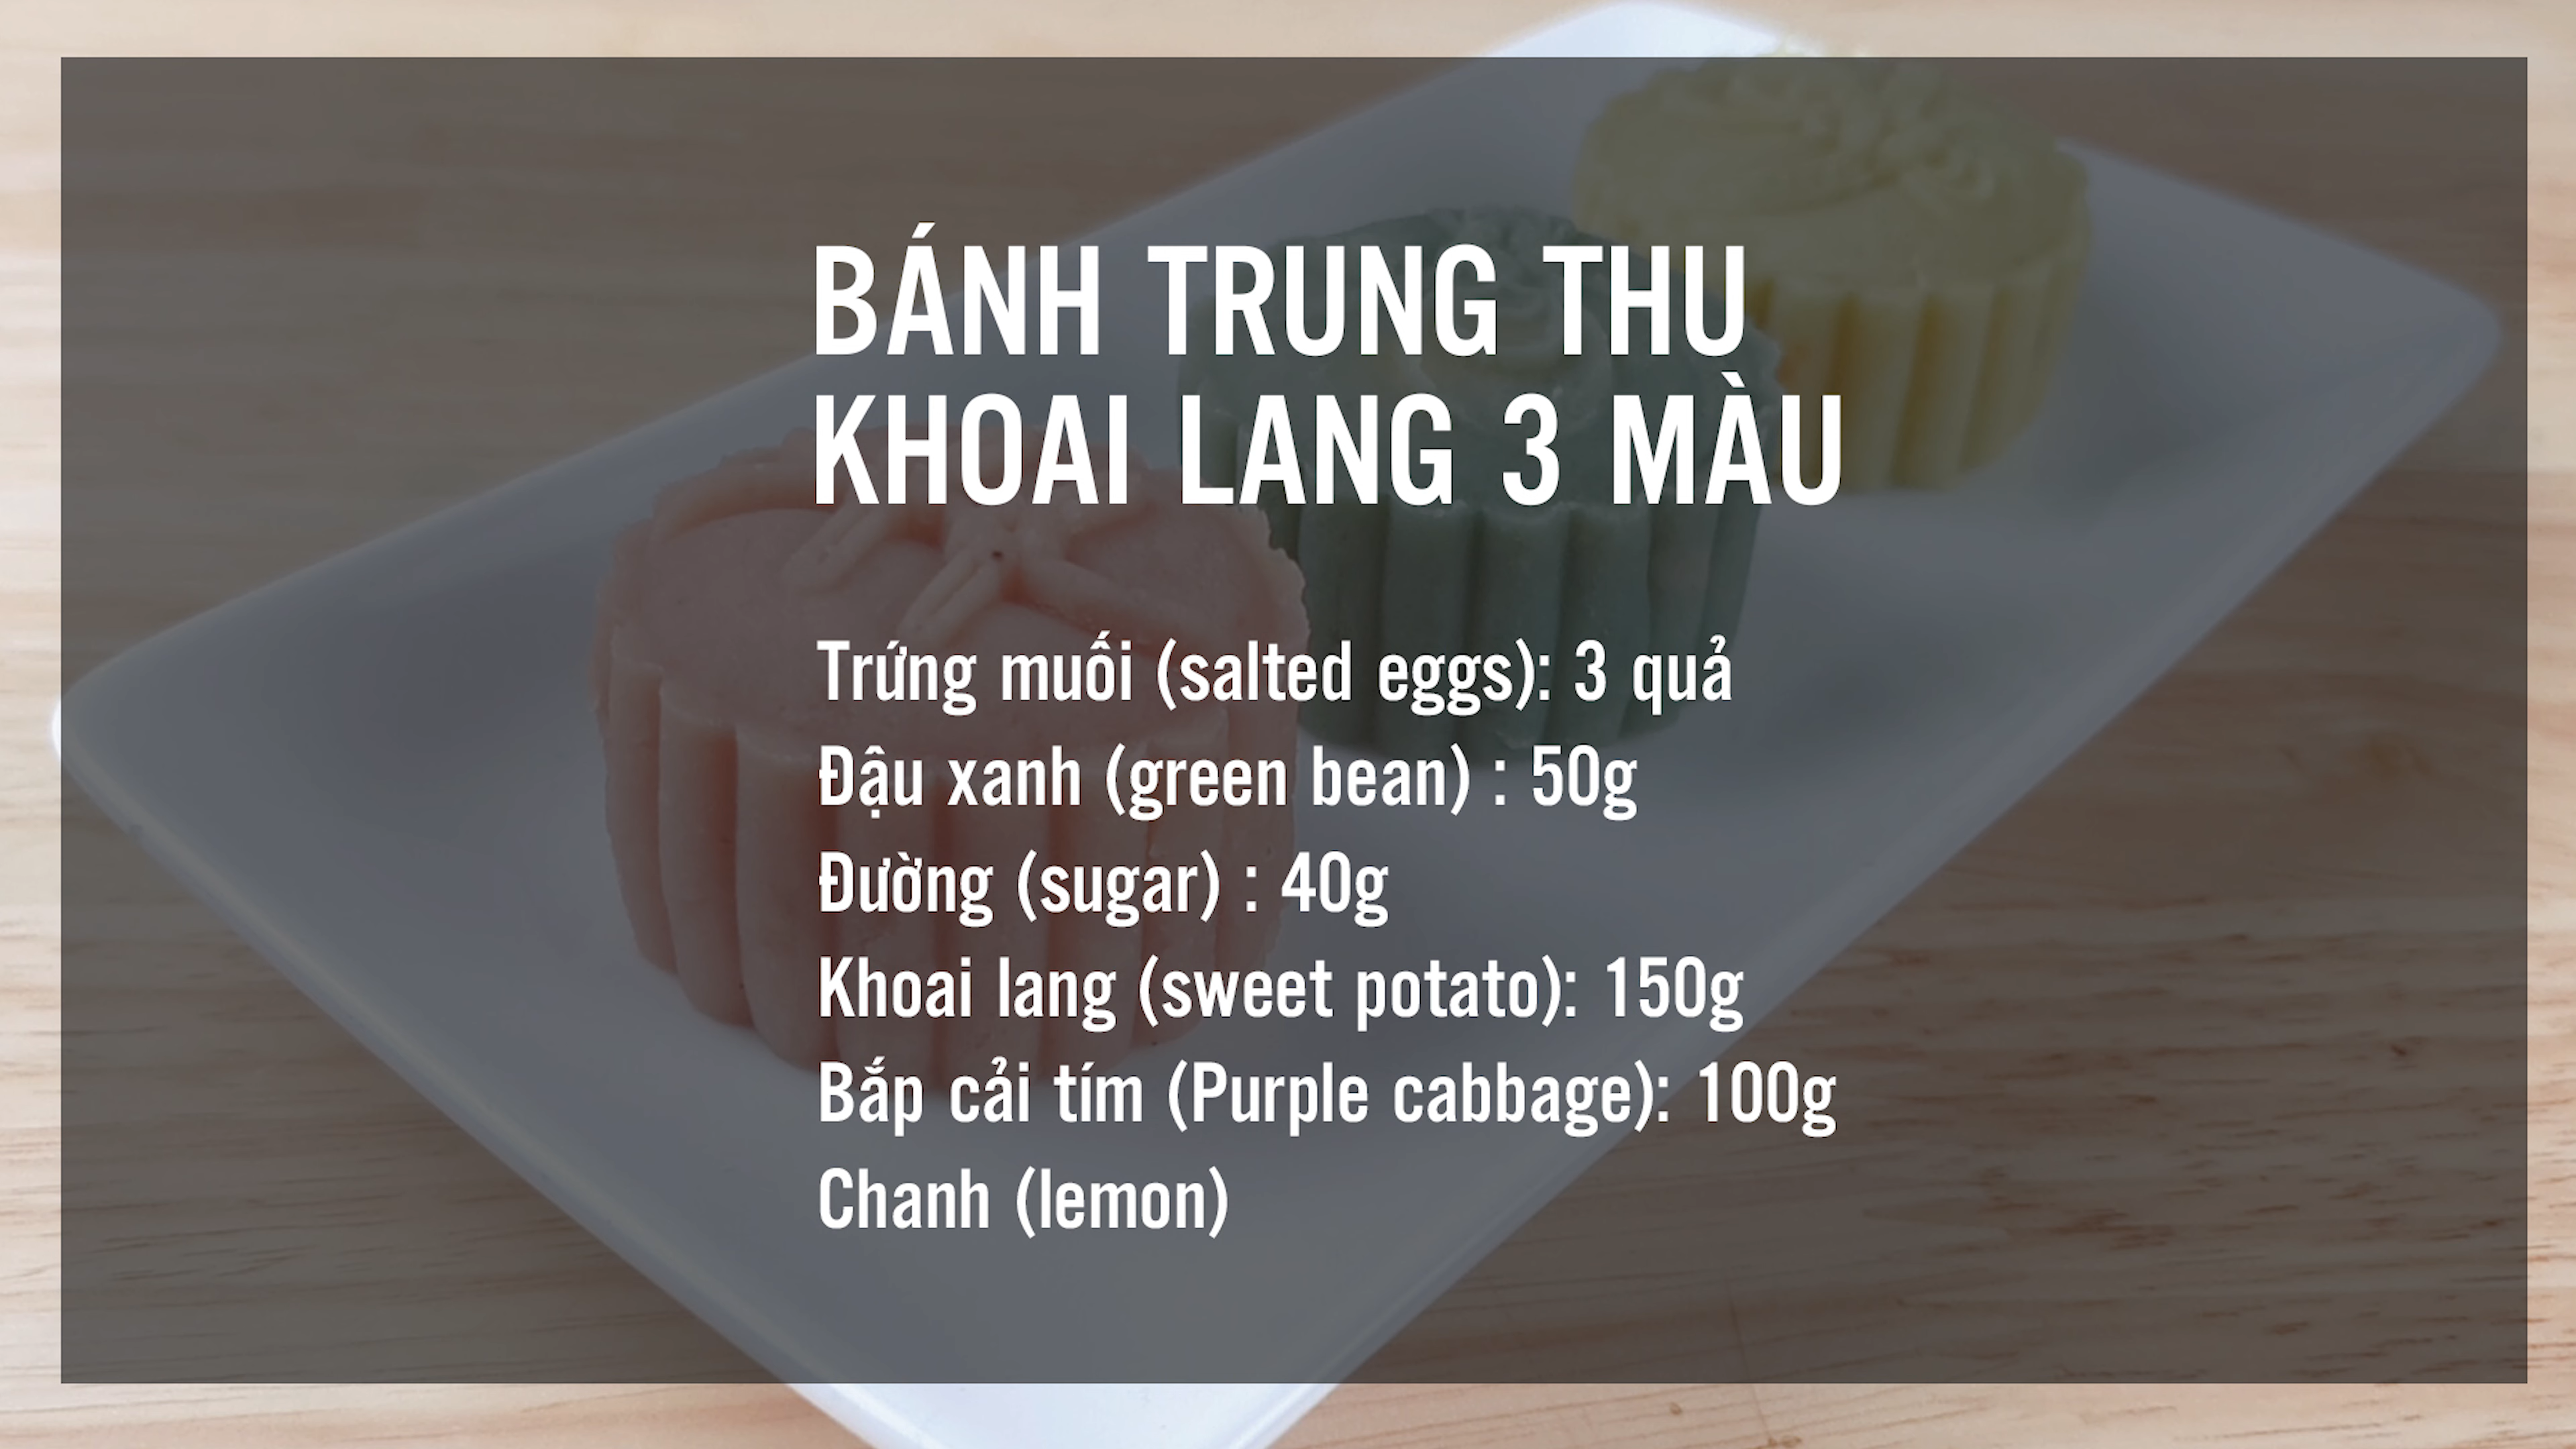 BÁNH TRUNG THU
KHOAI LANG 3 MÀU
Trứng muối (salted eggs): 3 quả
Đậu xanh (green bean) : 50g
Đường (sugar) : 40g
Khoai lang (sweet potato): 150g
Bắp cải tím (Purple cabbage): 100g
Chanh (lemon)